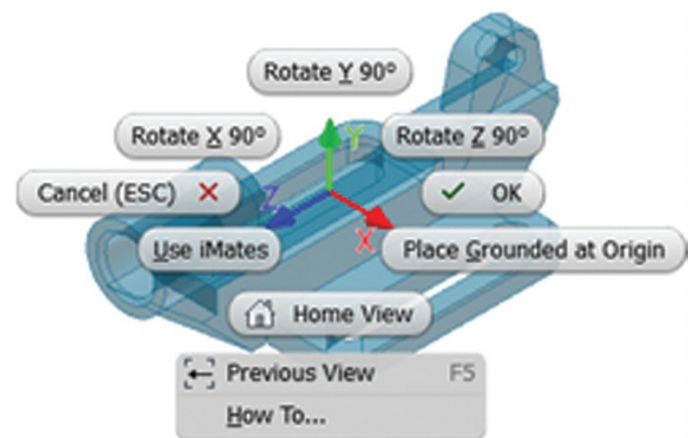 Rotate Y 90°
Rotate X 90°
Rotate Z 90°
Cancel (ESC)
OK
Z
Y
X
Use iMates
Place Grounded at Origin
Home View
Previous View F5
How To...